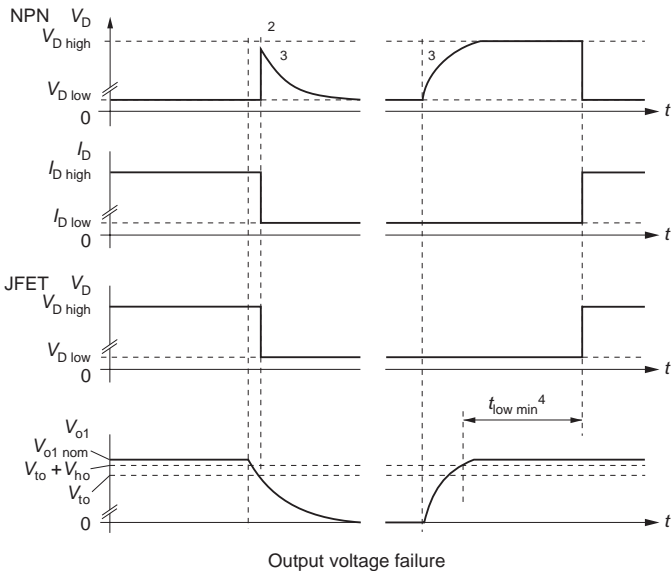 NPN V_D
2
V_D high
3
3
V_D low
0
t
I_D
I_D high
I_D low
0
t
JFET V_D
V_D high
V_D low
0
t
t_low min 4
V_o1
V_o1 nom
V_to + V_ho
V_to
0
t
Output voltage failure